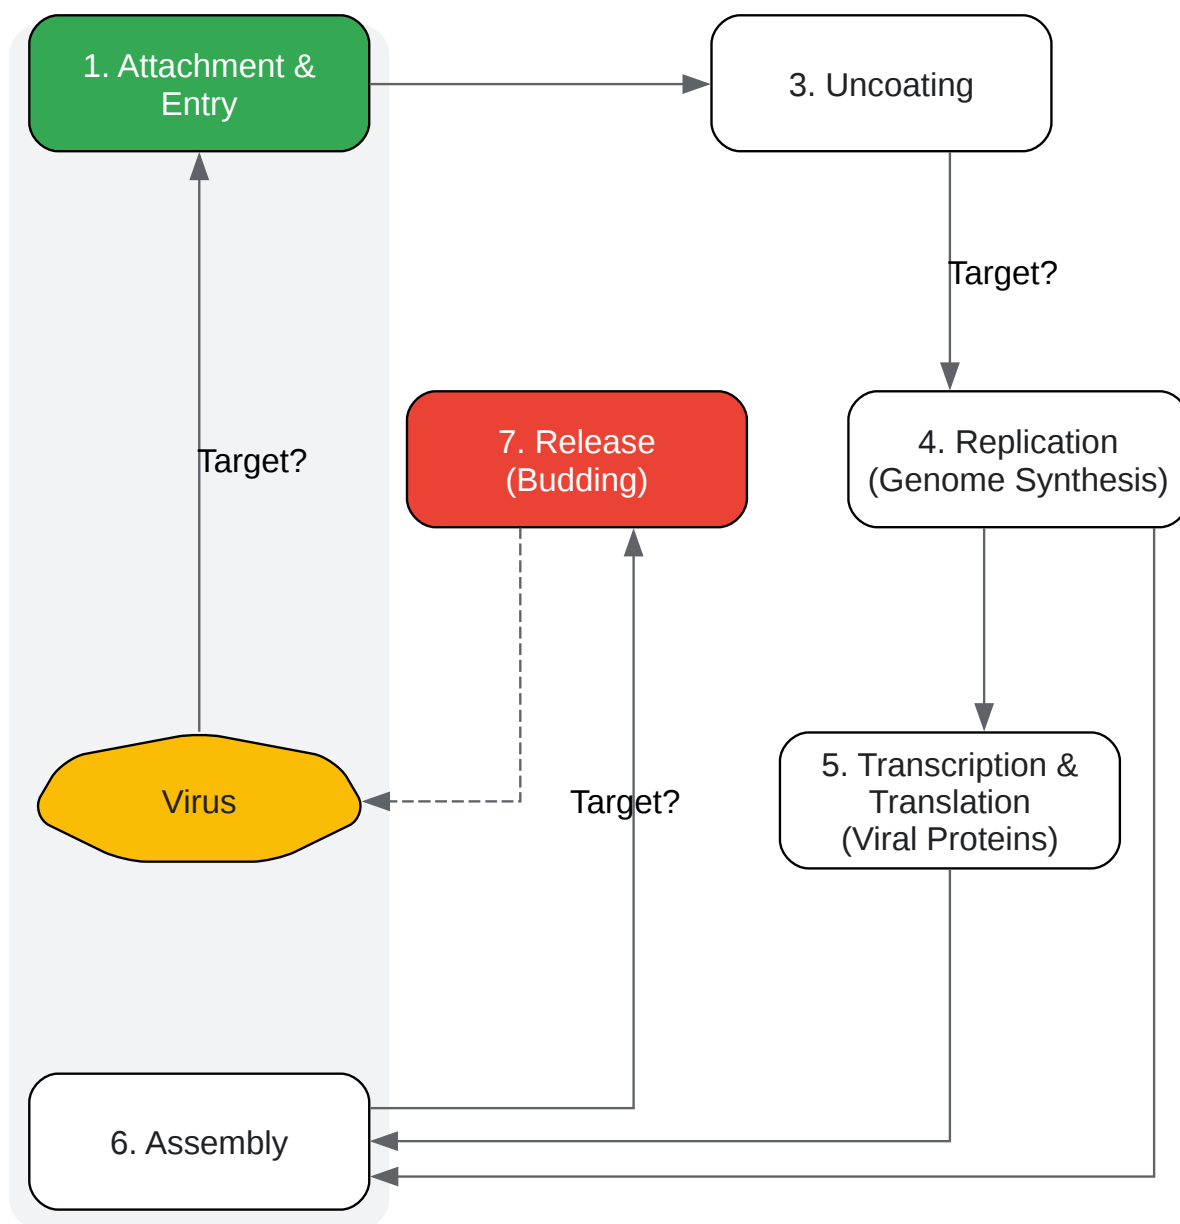 1. Attachment &
Entry
3. Uncoating
Target?
7. Release
(Budding)
4. Replication
(Genome Synthesis)
Target?
Virus
Target?
5. Transcription &
Translation
(Viral Proteins)
6. Assembly